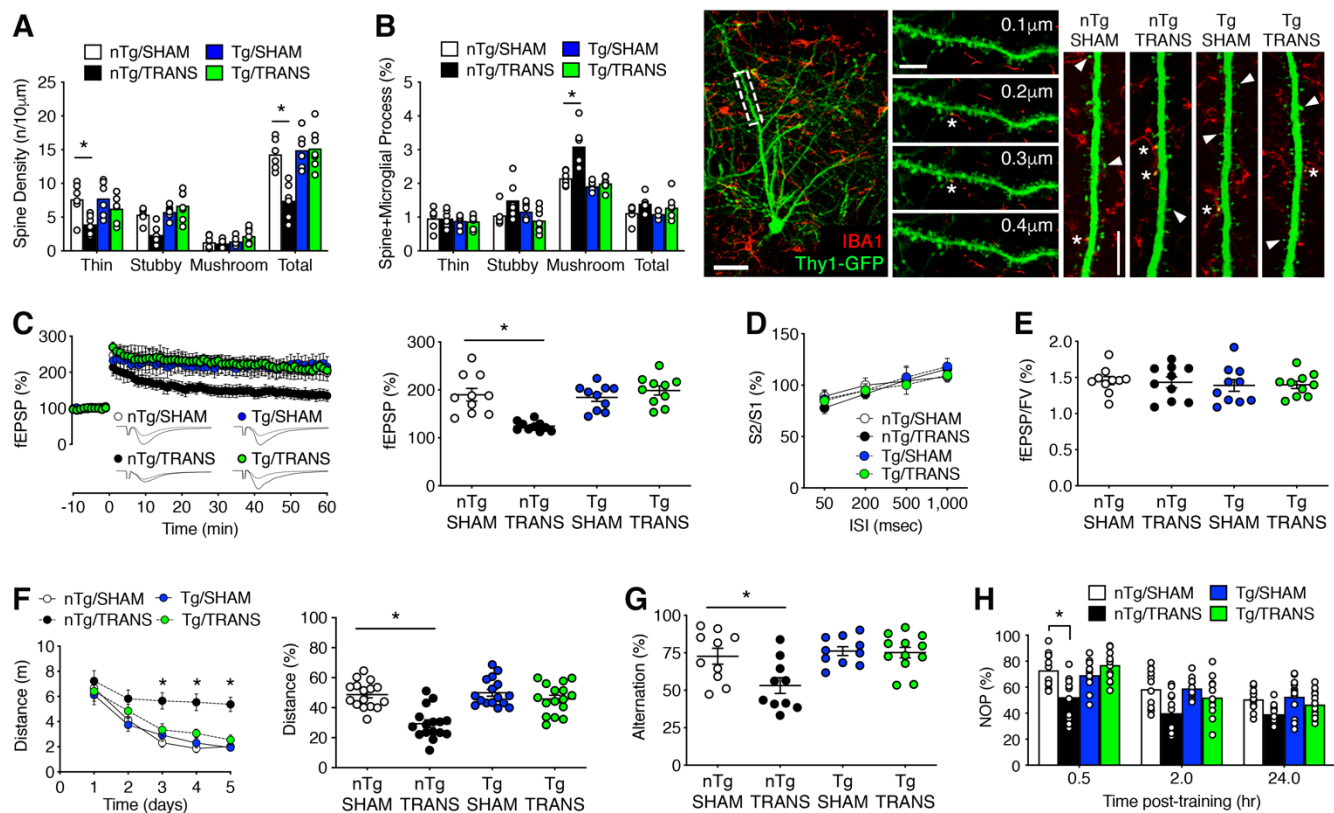 A
nTg/SHAM Tg/SHAM
nTg/TRANS Tg/TRANS
Spine Density (n/10μm)
25
20
15
10
5
0
* *
Thin Stubby Mushroom Total
B
nTg/SHAM Tg/SHAM
nTg/TRANS Tg/TRANS
Spine-Microglial Process (%)
5
4
3
2
1
0
*
Thin Stubby Mushroom Total
IBA1
Thy1-GFP
0.1μm
0.2μm
*
0.3μm
*
0.4μm
nTg nTg Tg Tg
SHAM TRANS SHAM TRANS
* * * * *
C
fEPSP (%)
300
200
100
0
nTg/SHAM Tg/SHAM
nTg/TRANS Tg/TRANS
-10 0 10 20 30 40 50 60
Time (min)
fEPSP (%)
300
200
100
0
*
nTg nTg Tg Tg
SHAM TRANS SHAM TRANS
D
S2/S1 (%)
150
100
50
0
nTg/SHAM
nTg/TRANS
Tg/SHAM
Tg/TRANS
50 200 500 1,000
ISI (msec)
E
fEPSP/FV (%)
2.0
1.5
1.0
0.5
0.0
nTg nTg Tg Tg
SHAM TRANS SHAM TRANS
F
nTg/SHAM Tg/SHAM
nTg/TRANS Tg/TRANS
Distance (m)
10
8
6
4
2
0
* * *
0 1 2 3 4 5
Time (days)
Distance (%)
100
80
60
40
20
0
*
nTg nTg Tg Tg
SHAM TRANS SHAM TRANS
G
Alternation (%)
100
75
50
25
0
*
nTg nTg Tg Tg
SHAM TRANS SHAM TRANS
H
nTg/SHAM Tg/SHAM
nTg/TRANS Tg/TRANS
NOP (%)
100
80
60
40
20
0
*
0.5 2.0 24.0
Time post-training (hr)